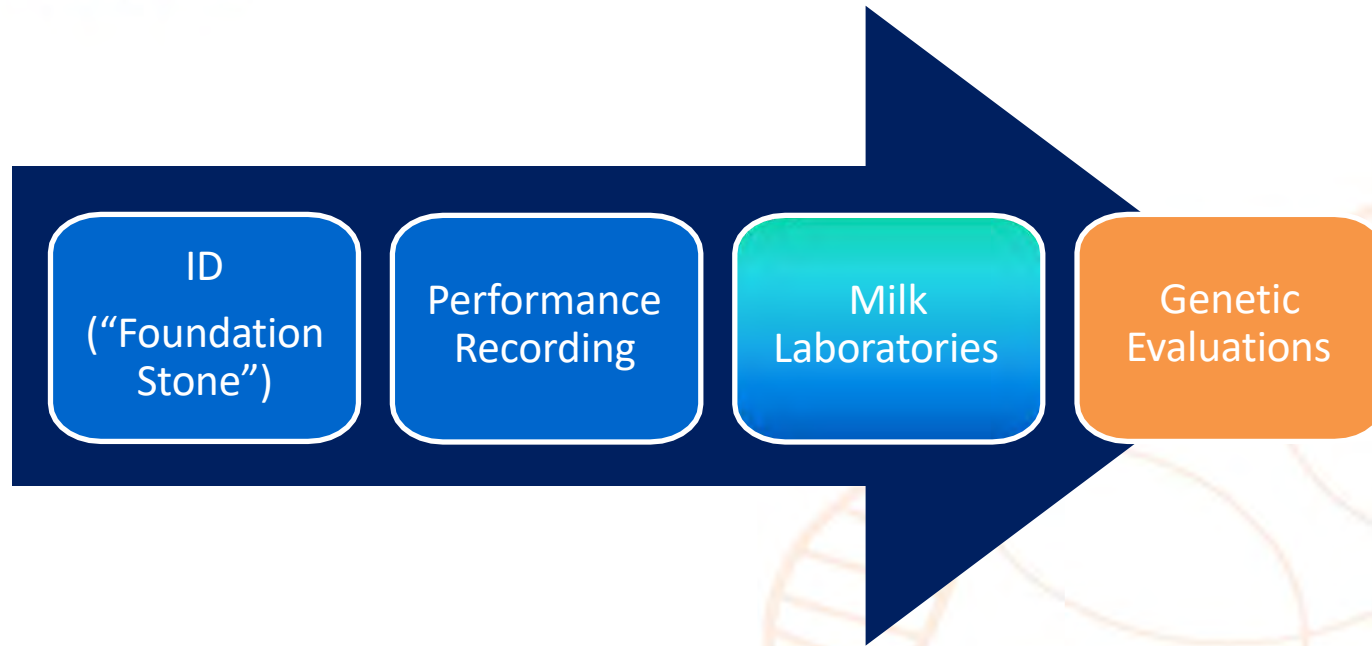 ID
(“Foundation
Stone”)
Performance
Recording
Milk
Laboratories
Genetic
Evaluations